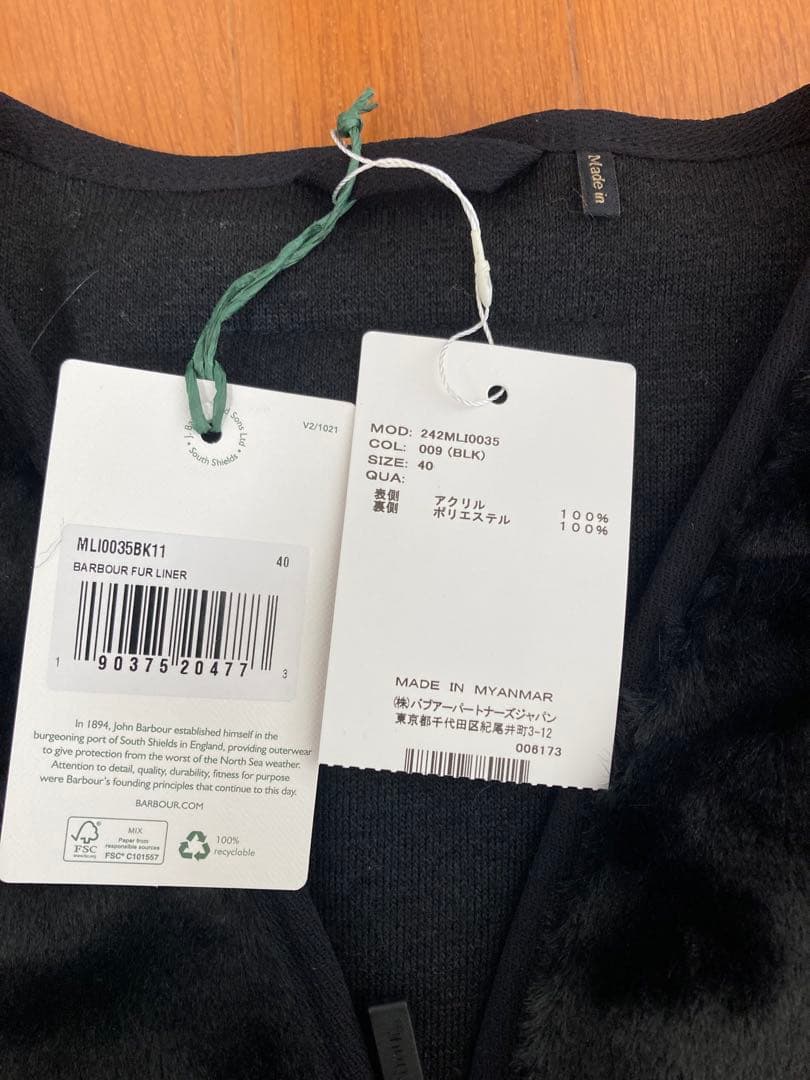 Made in
V2/1021
South Shields
MLI0035BK11
40
BARBOUR FUR LINER
1 90375 20477 3
In 1894, John Barbour established himself in the
burgeoning port of South Shields in England, providing outerwear
to give protection from the worst of the North Sea weather.
Attention to detail, quality, durability, fitness for purpose
were Barbour's founding principles that continue to this day.
BARBOUR.COM
FSC
www.fsc.org
MIX
Paper from
responsible sources
FSC® C101557
100%
recyclable
MOD: 242MLI0035
COL: 009 (BLK)
SIZE: 40
QUA:
表側 アクリル 100%
裏側 ポリエステル 100%
MADE IN MYANMAR
(株)バブアーパートナーズジャパン
東京都千代田区紀尾井町3-12
006173